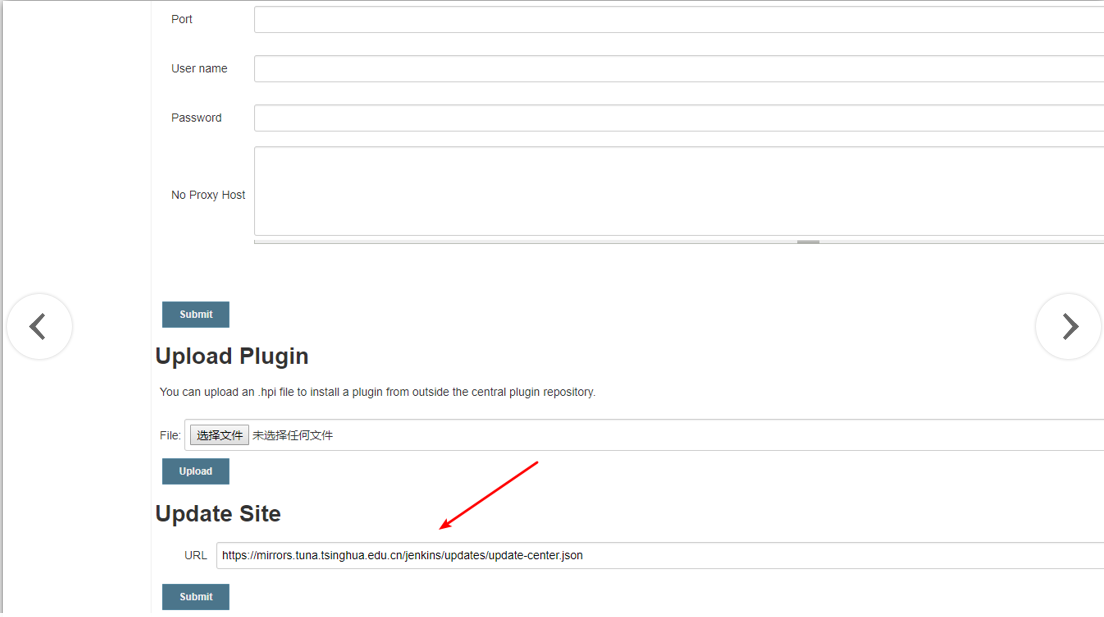 Port
User name
Password
No Proxy Host
Submit
Upload Plugin
You can upload an .hpi file to install a plugin from outside the central plugin repository.
File: 选择文件 未选择任何文件
Upload
Update Site
URL https://mirrors.tuna.tsinghua.edu.cn/jenkins/updates/update-center.json
Submit